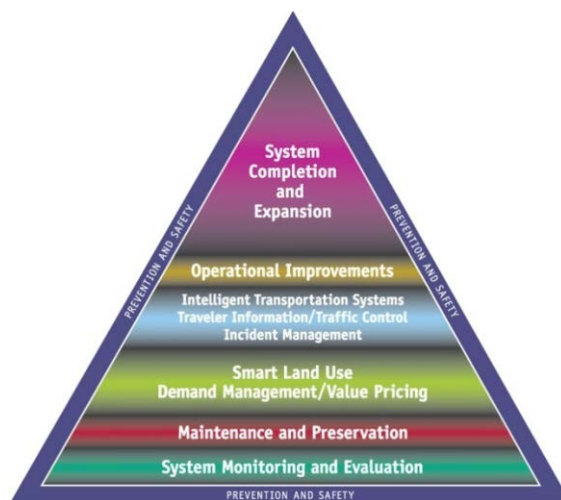 System
Completion
and
Expansion
PREVENTION AND SAFETY
PREVENTION AND SAFETY
Operational Improvements
Intelligent Transportation Systems
Traveler Information/Traffic Control
Incident Management
Smart Land Use
Demand Management/Value Pricing
Maintenance and Preservation
System Monitoring and Evaluation
PREVENTION AND SAFETY